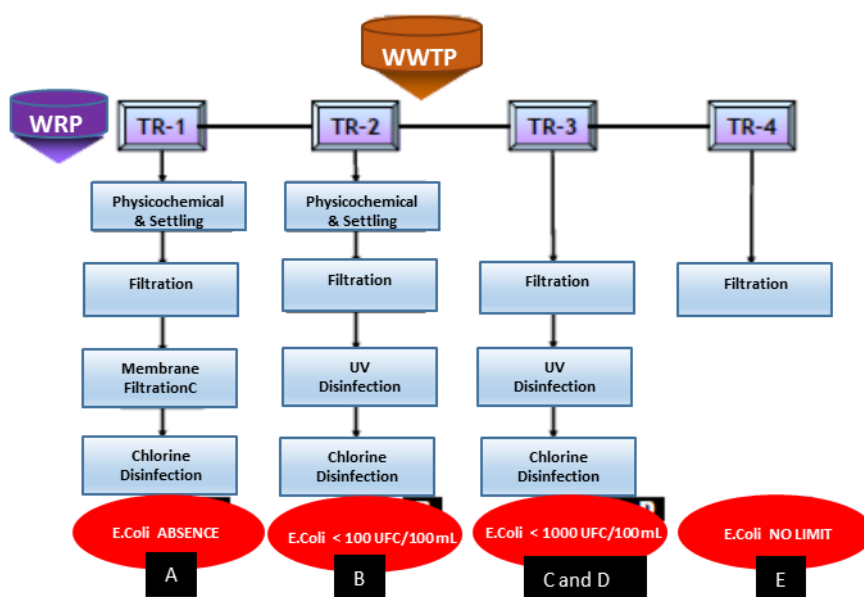 WWTP
WRP
TR-1
TR-2
TR-3
TR-4
Physicochemical
& Settling
Physicochemical
& Settling
Filtration
Filtration
Filtration
Filtration
Membrane
FiltrationC
UV
Disinfection
UV
Disinfection
Chlorine
Disinfection
Chlorine
Disinfection
Chlorine
Disinfection
E.Coli ABSENCE
E.Coli < 100 UFC/100mL
E.Coli < 1000 UFC/100mL
E.Coli NO LIMIT
A
B
C and D
E